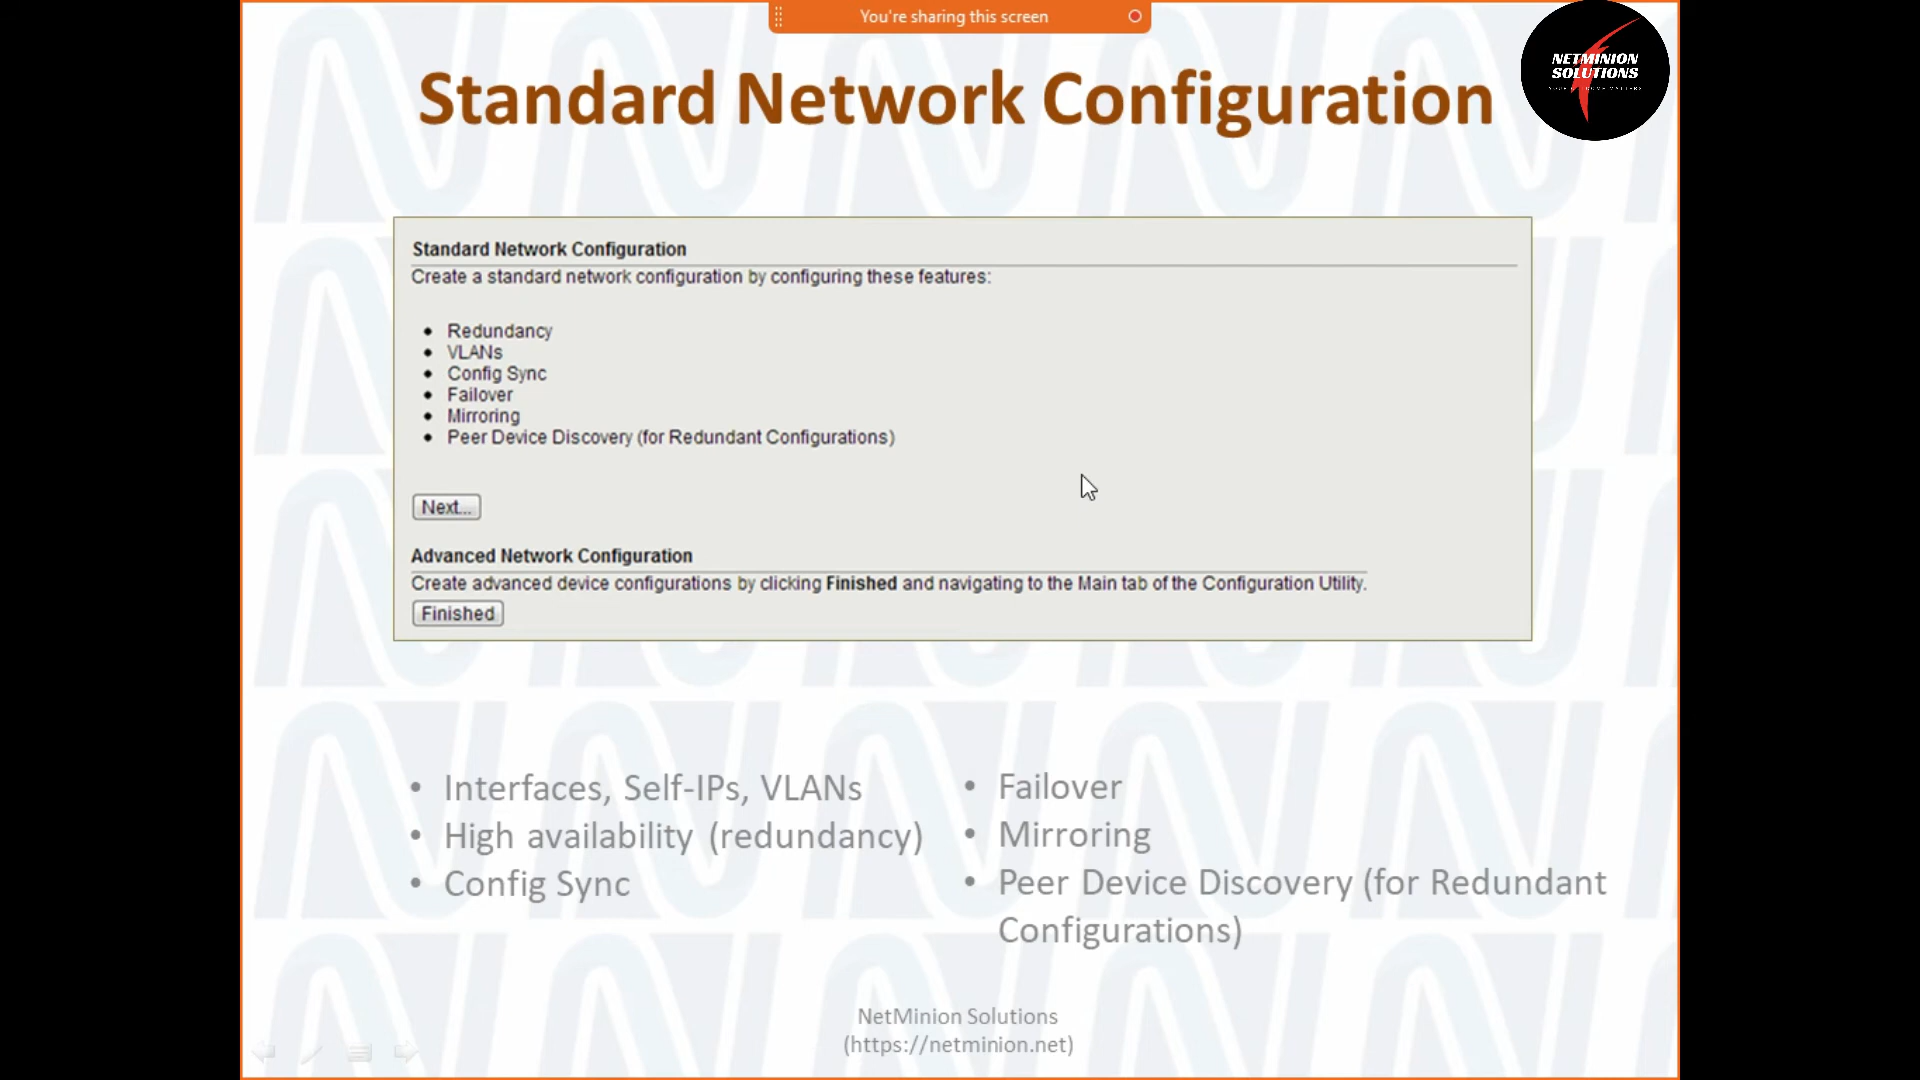 You're sharing this screen
NETMINION
SOLUTIONS
Standard Network Configuration
Standard Network Configuration
Create a standard network configuration by configuring these features:
• Redundancy
• VLANs
• Config Sync
• Failover
• Mirroring
• Peer Device Discovery (for Redundant Configurations)
Next...
Advanced Network Configuration
Create advanced device configurations by clicking Finished and navigating to the Main tab of the Configuration Utility.
Finished
• Interfaces, Self-IPs, VLANs
• High availability (redundancy)
• Config Sync
• Failover
• Mirroring
• Peer Device Discovery (for Redundant
Configurations)
NetMinion Solutions
(https://netminion.net)